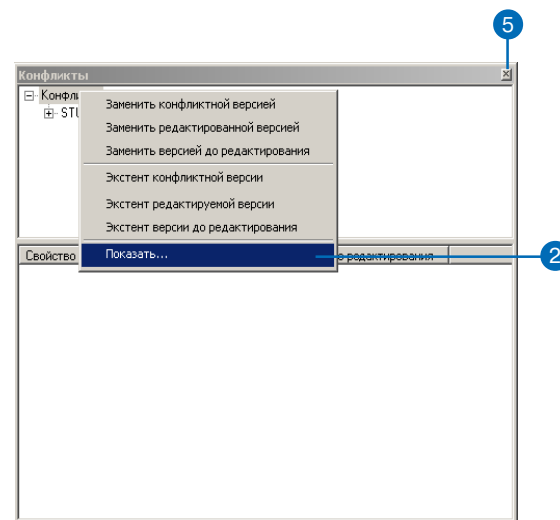 5
Конфликты
Заменить конфликтной версией
Заменить редактированной версией
Заменить версией до редактирования
Экстент конфликтной версии
Экстент редактируемой версии
Экстент версии до редактирования
Свойство Показать... редактирования 2